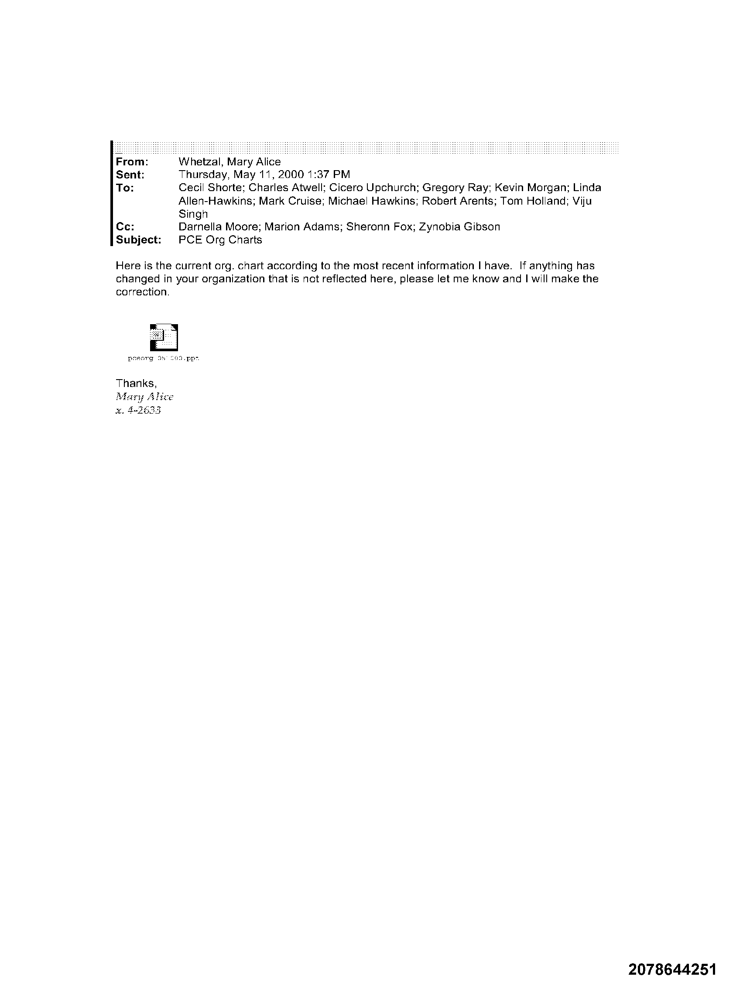 From: Whetzal, Mary Alice
Sent: Thursday, May 11, 2000 1:37 PM
To: Cecil Shorte; Charles Atwell; Cicero Upchurch; Gregory Ray; Kevin Morgan; Linda
Allen-Hawkins; Mark Cruise; Michael Hawkins; Robert Arents; Tom Holland; Viju
Singh
Cc: Darnella Moore; Marion Adams; Sheronn Fox; Zynobia Gibson
Subject: PCE Org Charts
Here is the current org. chart according to the most recent information I have. If anything has
changed in your organization that is not reflected here, please let me know and I will make the
correction.
Thanks,
Mary Alice
x. 4-2633
2078644251